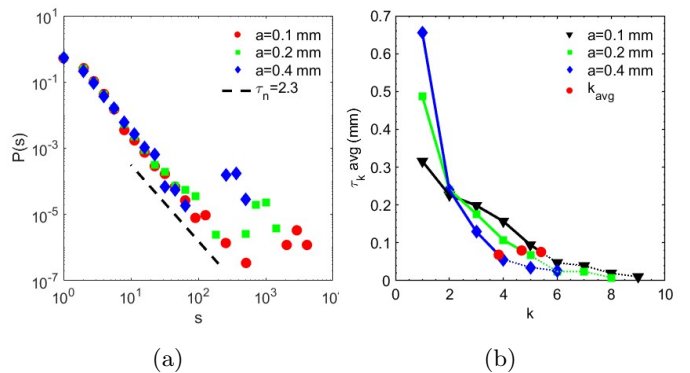 10⁻¹
10⁻³
10⁻⁵
10⁻⁷
P(s)
10⁰
10¹
10²
10³
s
a=0.1 mm
a=0.2 mm
a=0.4 mm
τn=2.3
(a)
0.7
0.6
0.5
0.4
0.3
0.2
0.1
0
τk avg (mm)
0
2
4
6
8
10
k
a=0.1 mm
a=0.2 mm
a=0.4 mm
kavg
(b)